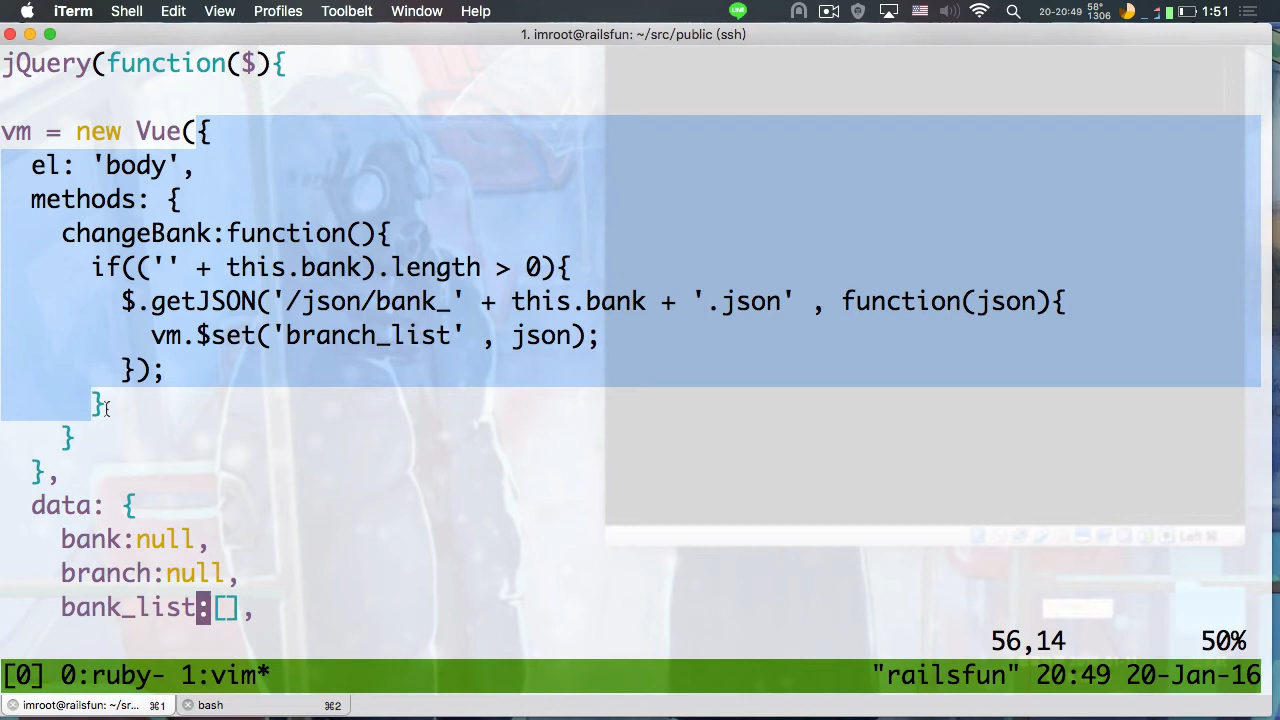 iTerm Shell Edit View Profiles Toolbelt Window Help LINE 20-20:49 58° 1306 1:51
1. imroot@railsfun: ~/src/public (ssh)
jQuery(function($){
vm = new Vue({
el: 'body',
methods: {
changeBank:function(){
if(('' + this.bank).length > 0){
$.getJSON('/json/bank_' + this.bank + '.json' , function(json){
vm.$set('branch_list' , json);
});
}
}
},
data: {
bank:null,
branch:null,
bank_list:[],
Left ⌘
56,14 50%
[0] 0:ruby- 1:vim* "railsfun" 20:49 20-Jan-16
imroot@railsfun: ~/sr... ⌘1 bash ⌘2